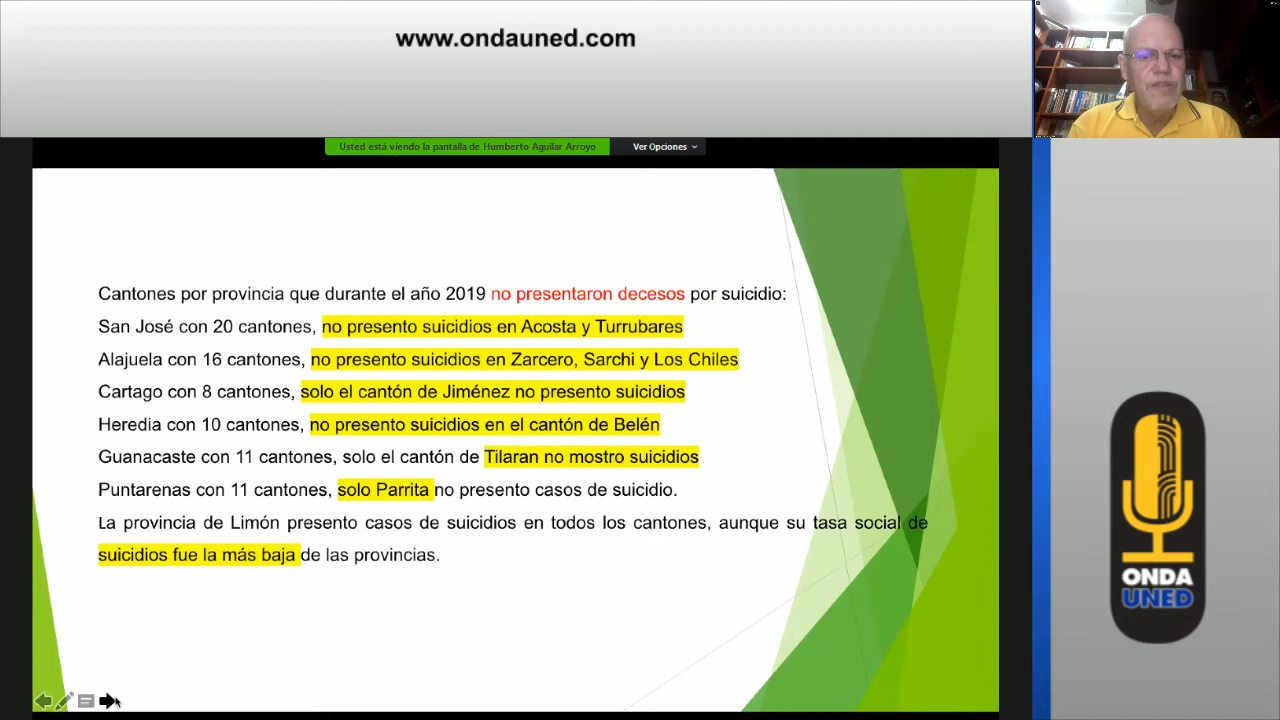 www.ondauned.com
Usted está viendo la pantalla de Humberto Aguilar Arroyo Ver Opciones
Cantones por provincia que durante el año 2019 no presentaron decesos por suicidio:
San José con 20 cantones, no presento suicidios en Acosta y Turrubares
Alajuela con 16 cantones, no presento suicidios en Zarcero, Sarchi y Los Chiles
Cartago con 8 cantones, solo el cantón de Jiménez no presento suicidios
Heredia con 10 cantones, no presento suicidios en el cantón de Belén
Guanacaste con 11 cantones, solo el cantón de Tilaran no mostro suicidios
Puntarenas con 11 cantones, solo Parrita no presento casos de suicidio.
La provincia de Limón presento casos de suicidios en todos los cantones, aunque su tasa social de
suicidios fue la más baja de las provincias.
ONDA
UNED